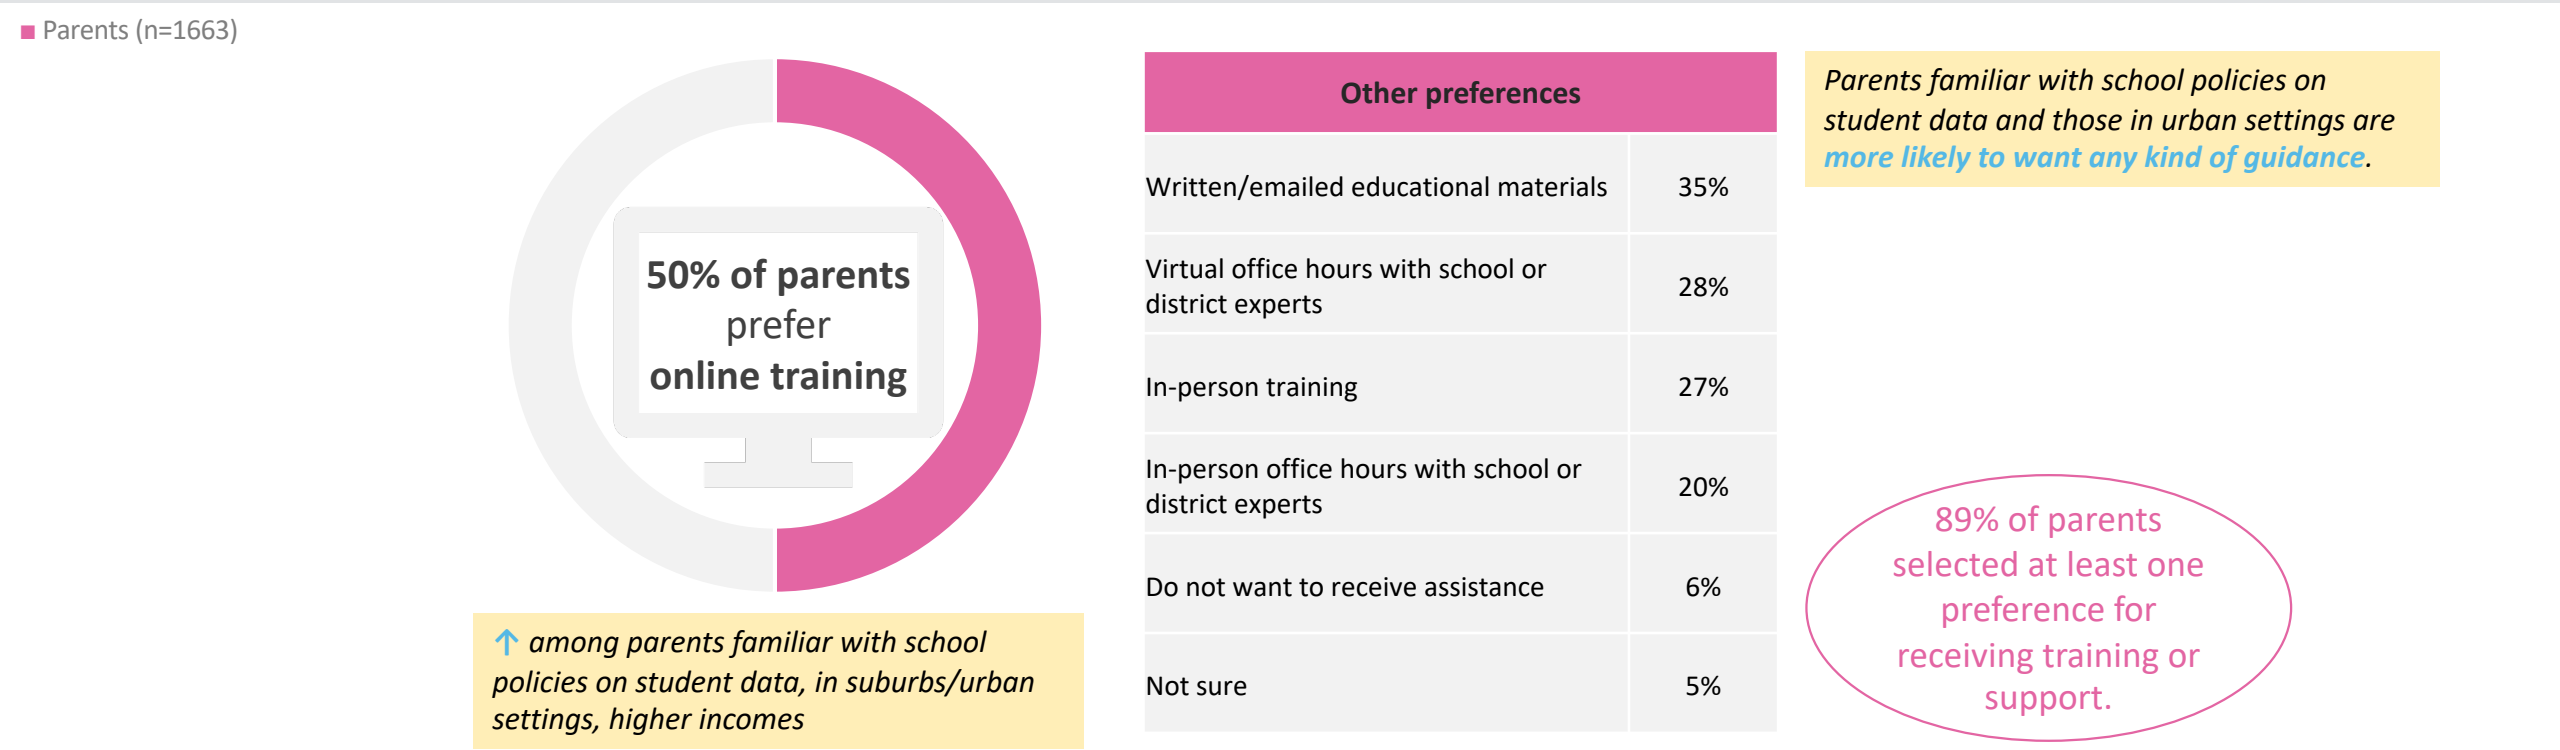 Parents (n=1663)
50% of parents
prefer
online training
↑ among parents familiar with school
policies on student data, in suburbs/urban
settings, higher incomes
Other preferences
Written/emailed educational materials 35%
Virtual office hours with school or
district experts 28%
In-person training 27%
In-person office hours with school or
district experts 20%
Do not want to receive assistance 6%
Not sure 5%
Parents familiar with school policies on
student data and those in urban settings are
more likely to want any kind of guidance.
89% of parents
selected at least one
preference for
receiving training or
support.